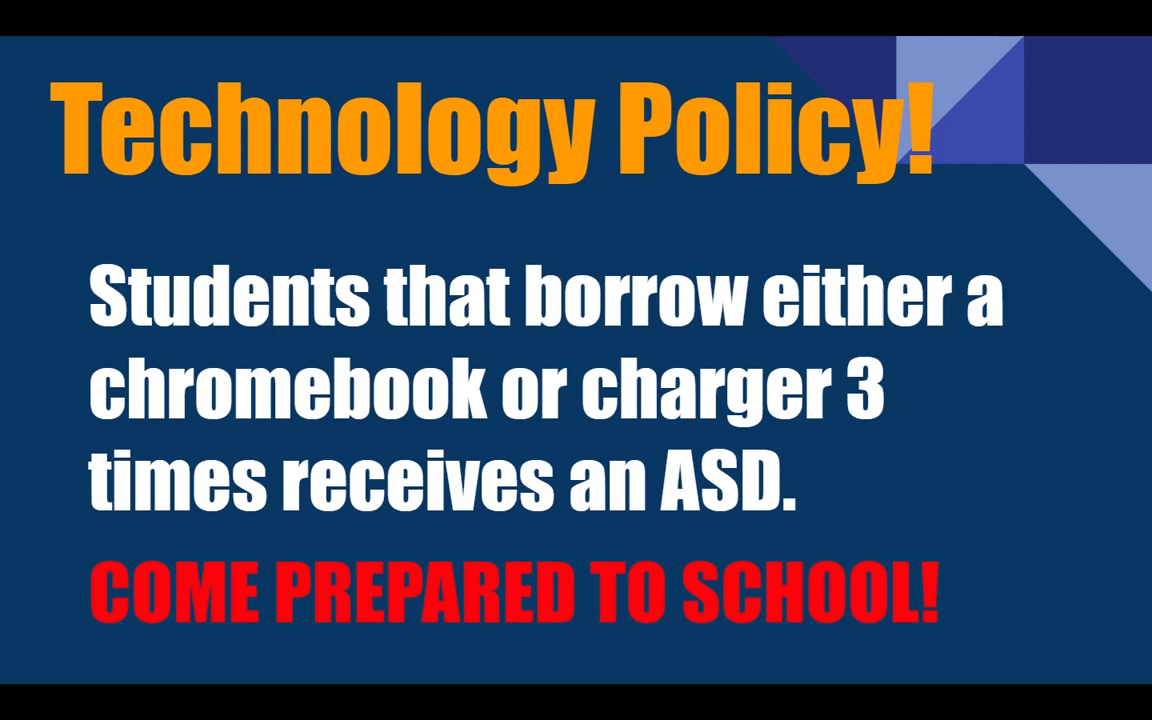 Technology Policy!
Students that borrow either a
chromebook or charger 3
times receives an ASD.
COME PREPARED TO SCHOOL!